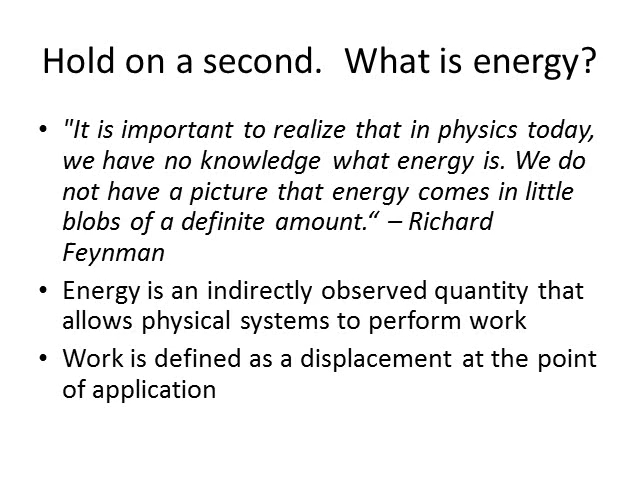 Hold on a second.  What is energy?
• "It is important to realize that in physics today,
we have no knowledge what energy is. We do
not have a picture that energy comes in little
blobs of a definite amount.“ – Richard
Feynman
• Energy is an indirectly observed quantity that
allows physical systems to perform work
• Work is defined as a displacement at the point
of application